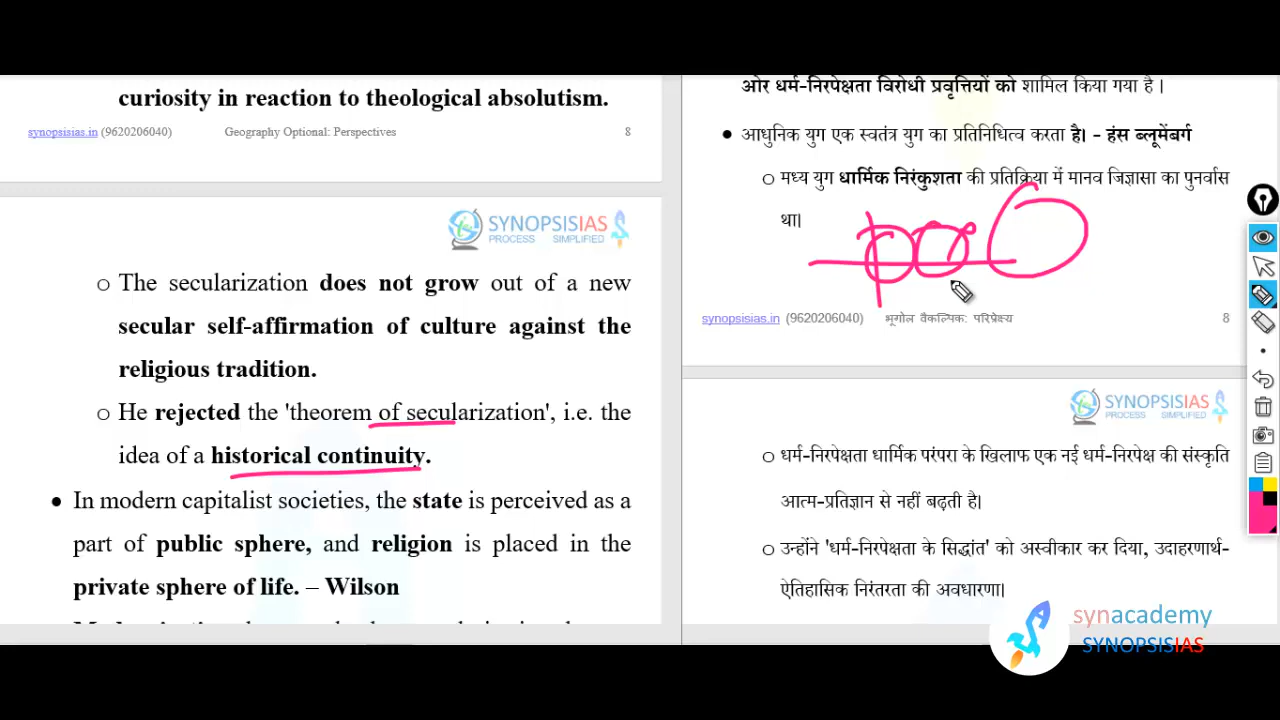 curiosity in reaction to theological absolutism.
synopsisias.in (9620206040) Geography Optional: Perspectives 8
SYNOPSISIAS
PROCESS SIMPLIFIED
o The secularization does not grow out of a new
secular self-affirmation of culture against the
religious tradition.
o He rejected the 'theorem of secularization', i.e. the
idea of a historical continuity.
• In modern capitalist societies, the state is perceived as a
part of public sphere, and religion is placed in the
private sphere of life. – Wilson
ओर धर्म-निरपेक्षता विरोधी प्रवृत्तियों को शामिल किया गया है।
• आधुनिक युग एक स्वतंत्र युग का प्रतिनिधित्व करता है। - हंस ब्लूमेंबर्ग
o मध्य युग धार्मिक निरंकुशता की प्रतिक्रिया में मानव जिज्ञासा का पुनर्वास
था।
synopsisias.in (9620206040) भूगोल वैकल्पिक: परिप्रेक्ष्य 8
SYNOPSISIAS
PROCESS SIMPLIFIED
o धर्म-निरपेक्षता धार्मिक परंपरा के खिलाफ एक नई धर्म-निरपेक्ष की संस्कृति
आत्म-प्रतिज्ञान से नहीं बढ़ती है।
o उन्होंने 'धर्म-निरपेक्षता के सिद्धांत' को अस्वीकार कर दिया, उदाहरणार्थ-
ऐतिहासिक निरंतरता की अवधारणा।
synacademy
SYNOPSISIAS